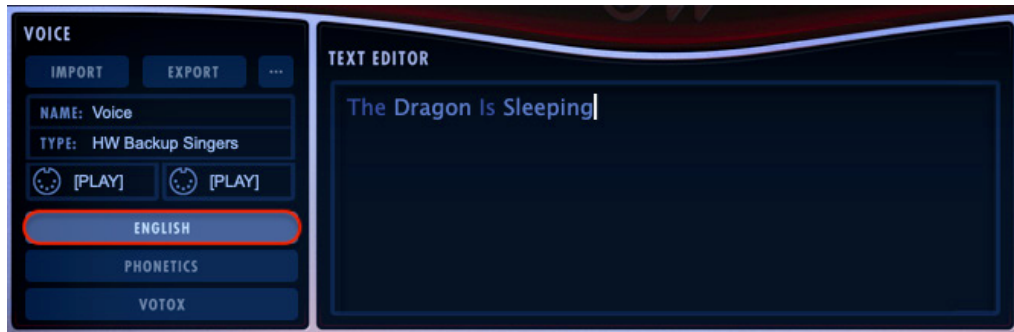 VOICE
IMPORT EXPORT ...
NAME: Voice
TYPE: HW Backup Singers
[PLAY] [PLAY]
ENGLISH
PHONETICS
VOTOX
TEXT EDITOR
The Dragon Is Sleeping